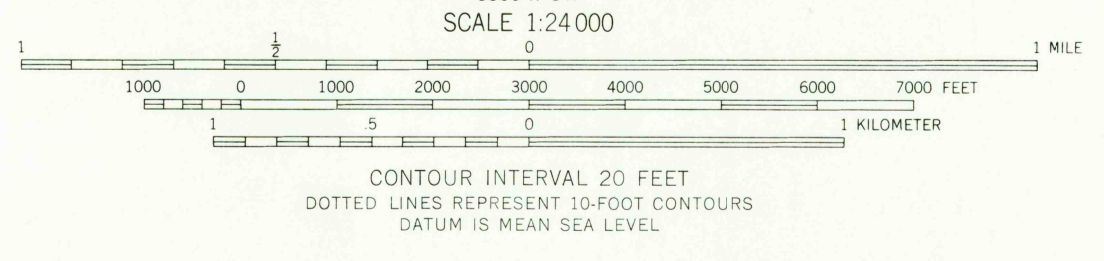 SCALE 1:24 000
1 ½ 0 1 MILE
1000 0 1000 2000 3000 4000 5000 6000 7000 FEET
1 .5 0 1 KILOMETER
CONTOUR INTERVAL 20 FEET
DOTTED LINES REPRESENT 10-FOOT CONTOURS
DATUM IS MEAN SEA LEVEL